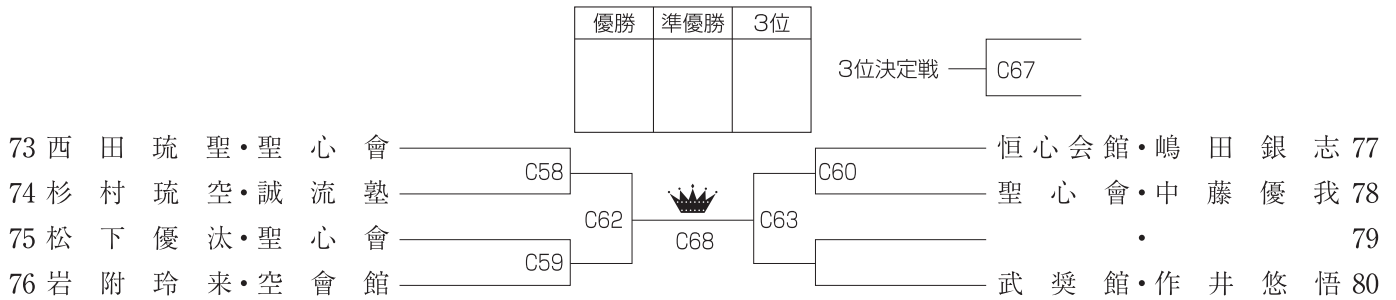 優勝 準優勝 3位
3位決定戦 C67
73 西田琉聖・聖心會
C58
74 杉村琉空・誠流塾
C62
75 松下優汰・聖心會
C59
76 岩附玲来・空會館
C68
恒心会館・嶋田銀志 77
C60
聖心會・中藤優我 78
C63
・ 79
武奨館・作井悠悟 80